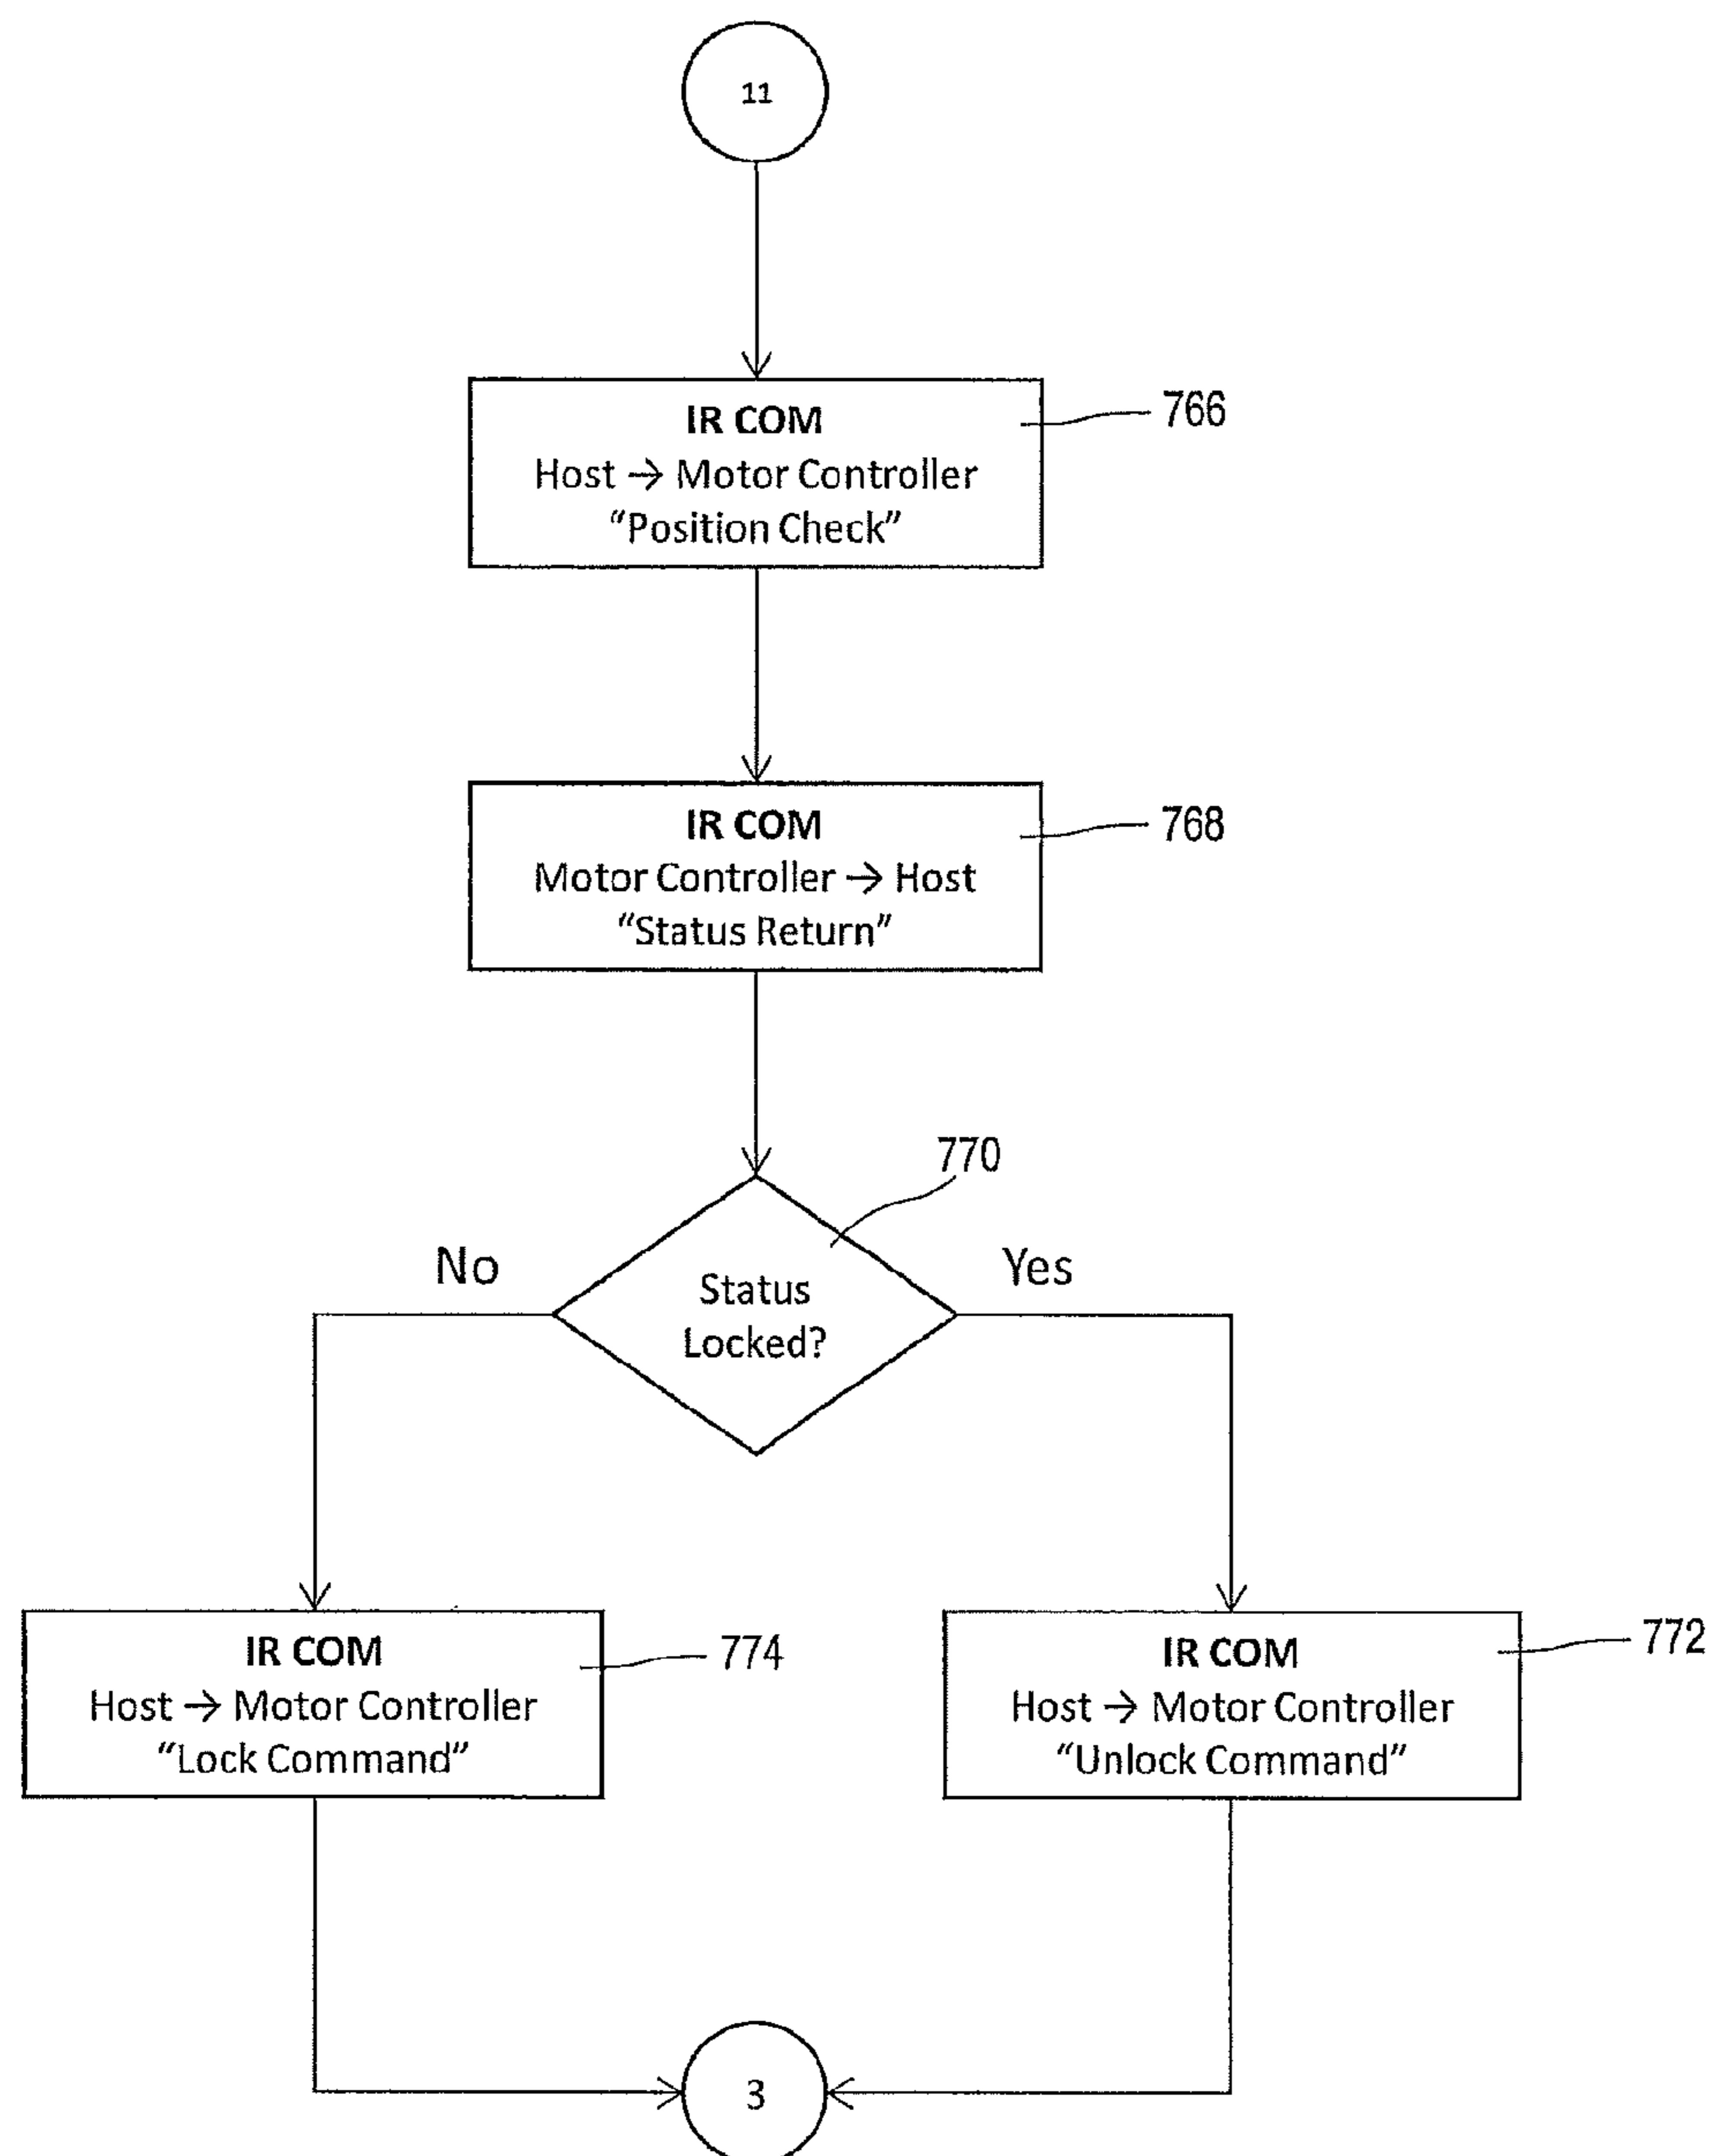 11
IR COM
766
Host → Motor Controller
“Position Check”
IR COM
768
Motor Controller → Host
“Status Return”
770
No
Yes
Status
Locked?
IR COM
774
Host → Motor Controller
“Lock Command”
IR COM
772
Host → Motor Controller
“Unlock Command”
3